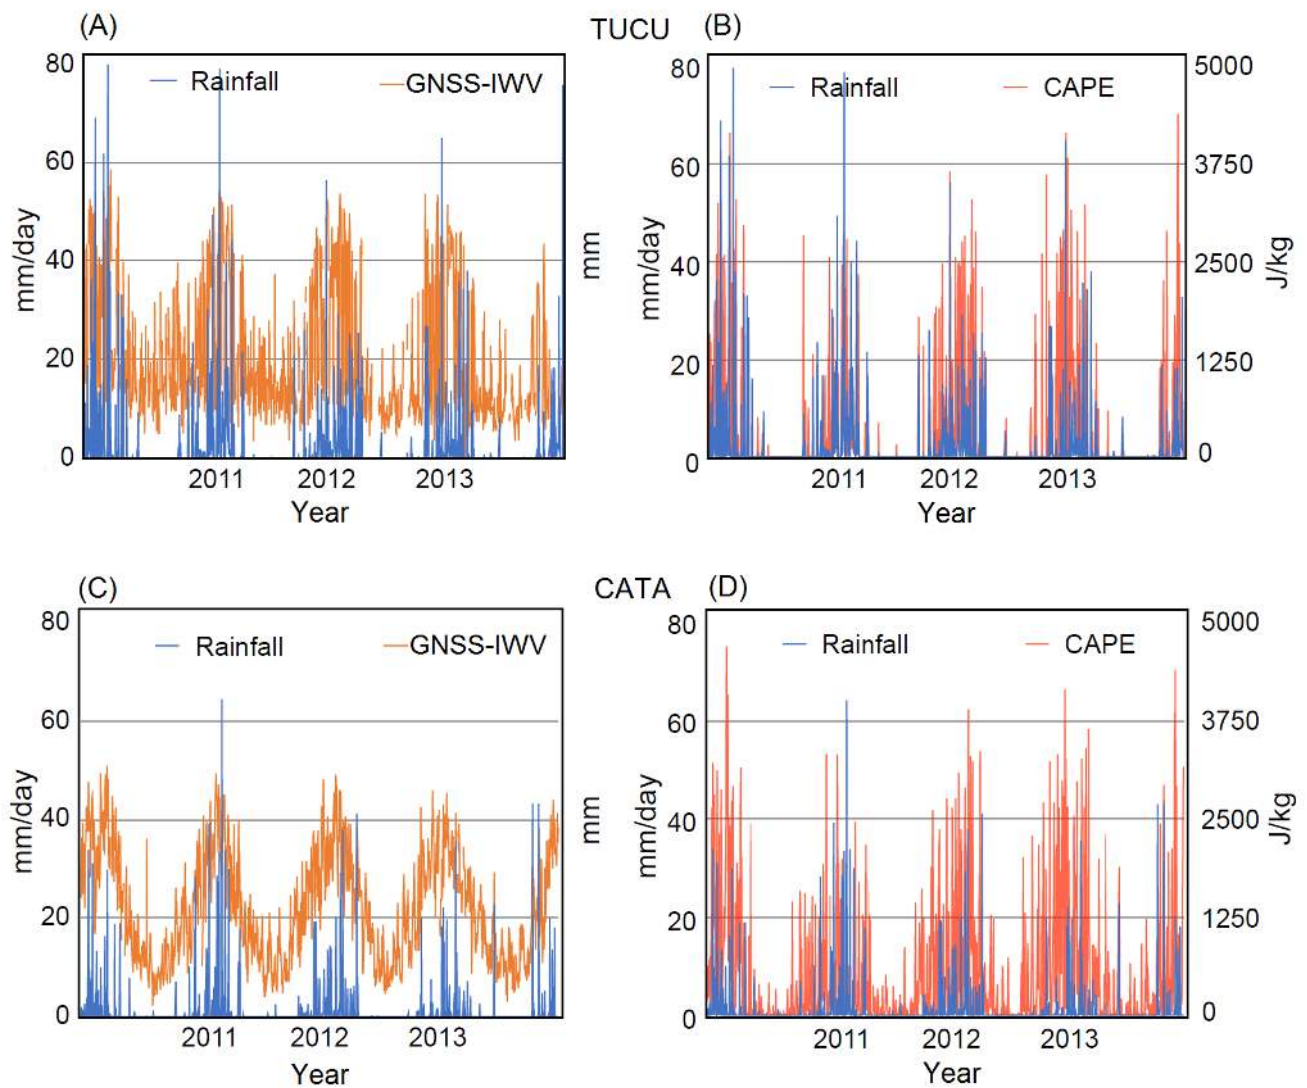 (A) TUCU (B)
80 80 5000
Rainfall GNSS-IWV Rainfall CAPE
60 60 3750
mm/day mm mm/day J/kg
40 40 2500
20 20 1250
0 0 0
2011 2012 2013 2011 2012 2013
Year Year
(C) CATA (D)
80 80 5000
Rainfall GNSS-IWV Rainfall CAPE
60 60 3750
mm/day mm mm/day J/kg
40 40 2500
20 20 1250
0 0 0
2011 2012 2013 2011 2012 2013
Year Year